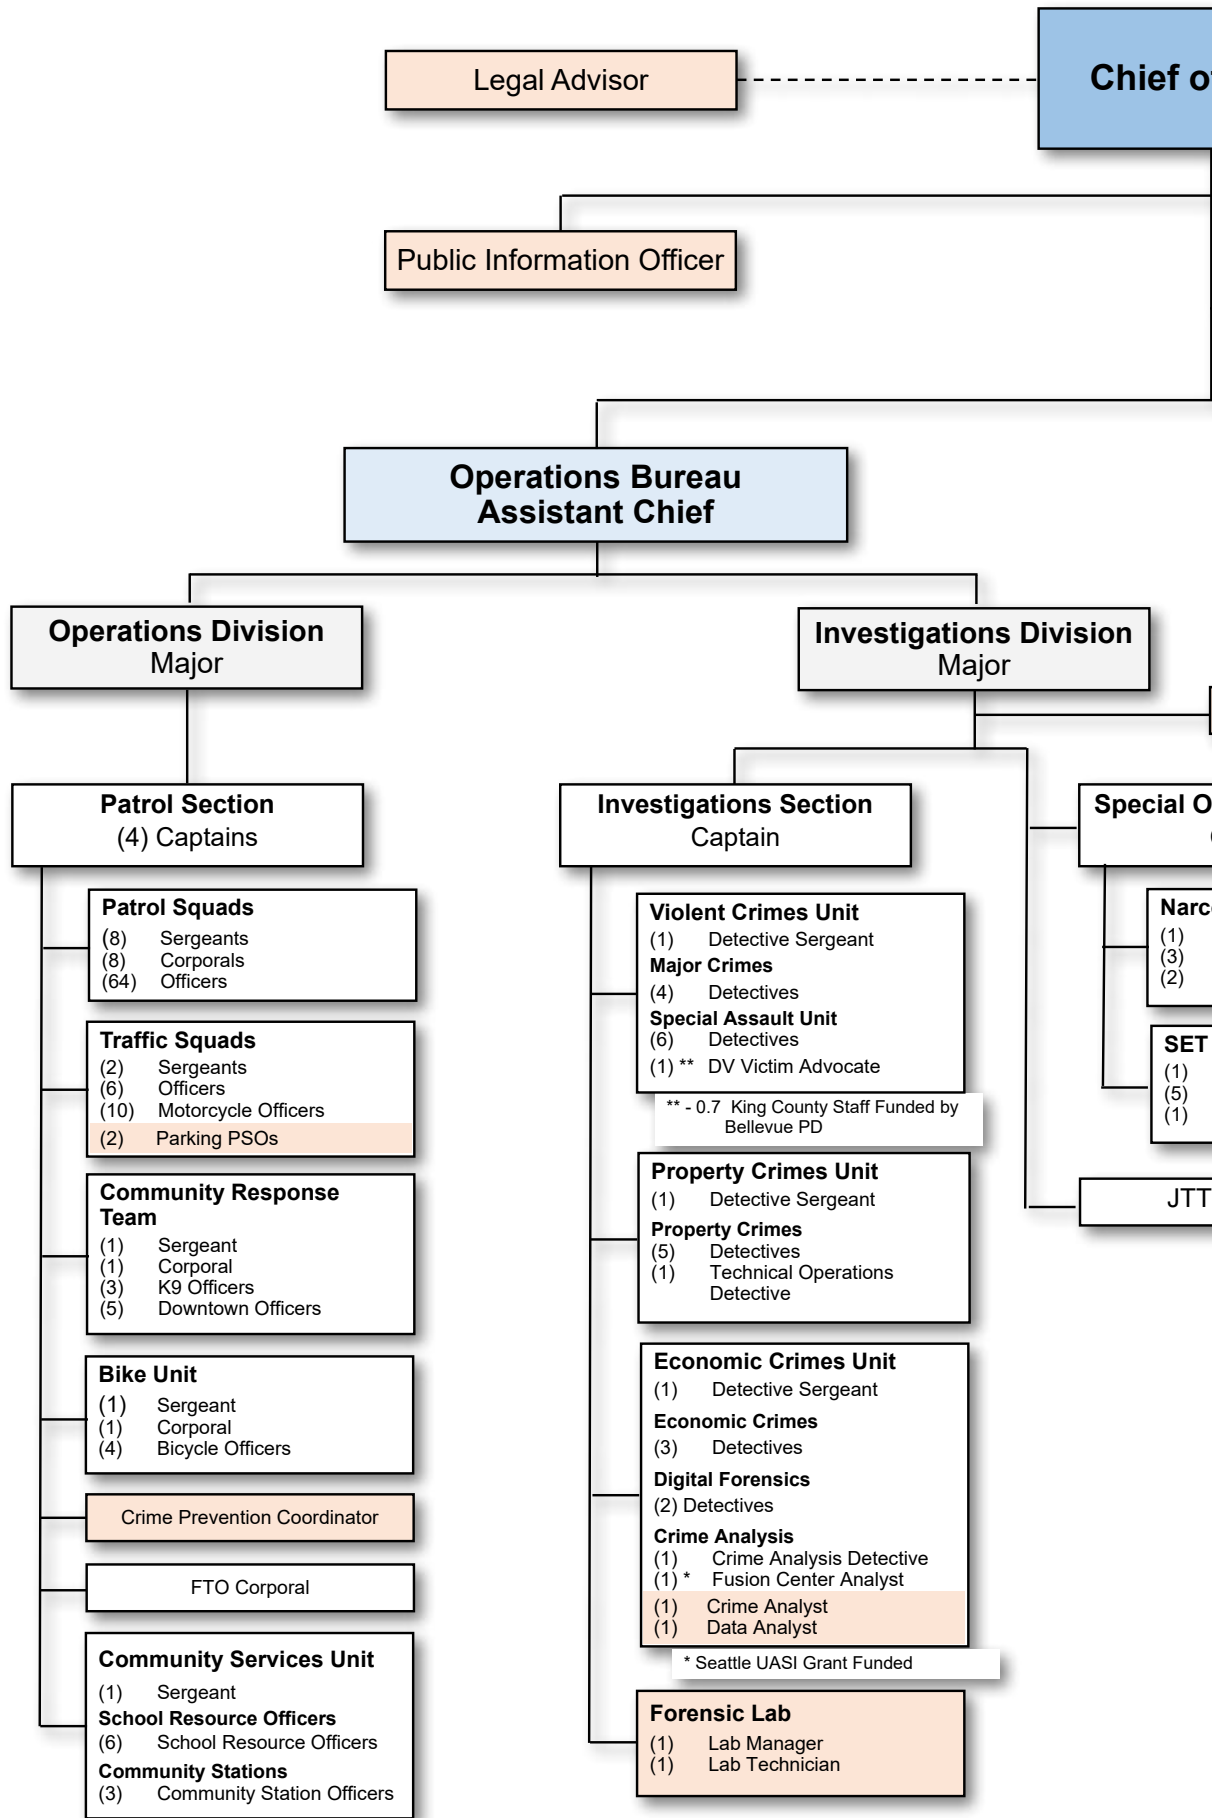 Legal Advisor
Chief of
Public Information Officer
Operations Bureau
Assistant Chief
Operations Division
Major
Investigations Division
Major
Patrol Section
(4) Captains
Patrol Squads
(8) Sergeants
(8) Corporals
(64) Officers
Traffic Squads
(2) Sergeants
(6) Officers
(10) Motorcycle Officers
(2) Parking PSOs
Community Response
Team
(1) Sergeant
(1) Corporal
(3) K9 Officers
(5) Downtown Officers
Bike Unit
(1) Sergeant
(1) Corporal
(4) Bicycle Officers
Crime Prevention Coordinator
FTO Corporal
Community Services Unit
(1) Sergeant
School Resource Officers
(6) School Resource Officers
Community Stations
(3) Community Station Officers
Investigations Section
Captain
Violent Crimes Unit
(1) Detective Sergeant
Major Crimes
(4) Detectives
Special Assault Unit
(6) Detectives
(1) ** DV Victim Advocate
** - 0.7 King County Staff Funded by
Bellevue PD
Property Crimes Unit
(1) Detective Sergeant
Property Crimes
(5) Detectives
(1) Technical Operations
Detective
Economic Crimes Unit
(1) Detective Sergeant
Economic Crimes
(3) Detectives
Digital Forensics
(2) Detectives
Crime Analysis
(1) Crime Analysis Detective
(1) * Fusion Center Analyst
(1) Crime Analyst
(1) Data Analyst
* Seattle UASI Grant Funded
Forensic Lab
(1) Lab Manager
(1) Lab Technician
Special O
Narc
(1)
(3)
(2)
SET
(1)
(5)
(1)
JTT